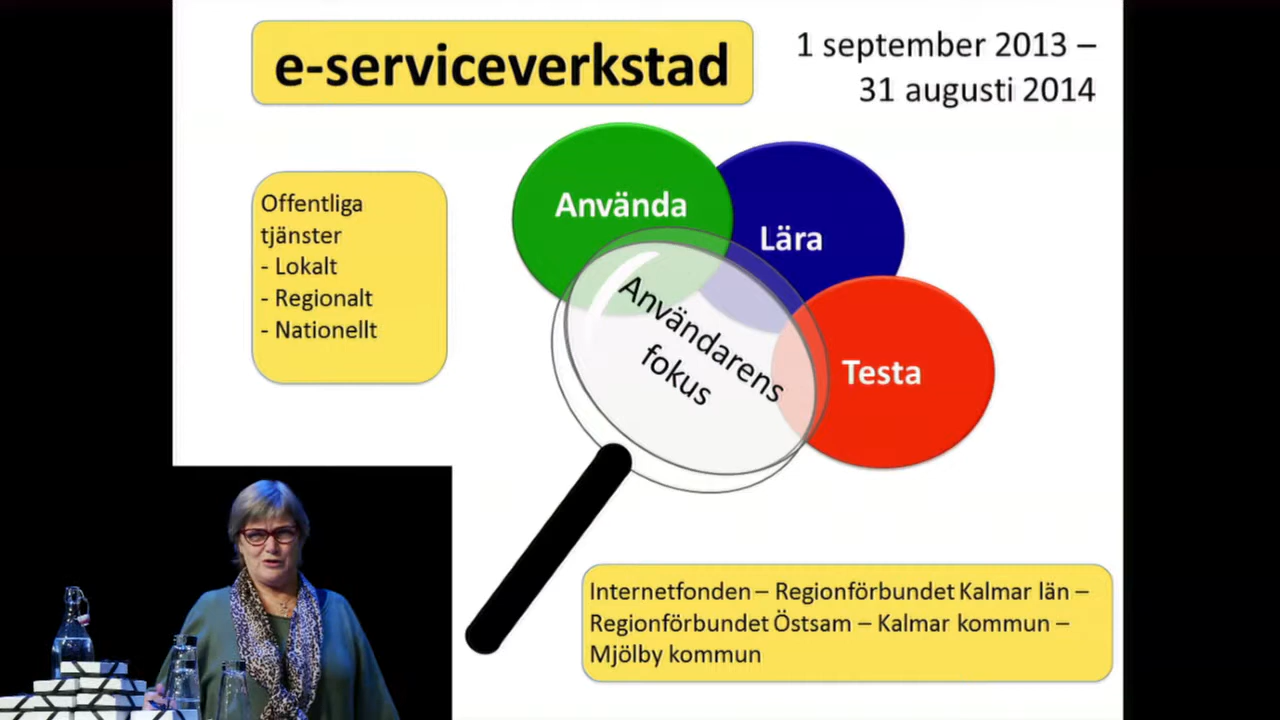 e-serviceverkstad
1 september 2013 –
31 augusti 2014
Offentliga
tjänster
- Lokalt
- Regionalt
- Nationellt
Använda
Lära
Testa
Användarens
fokus
Internetfonden – Regionförbundet Kalmar län –
Regionförbundet Östsam – Kalmar kommun –
Mjölby kommun